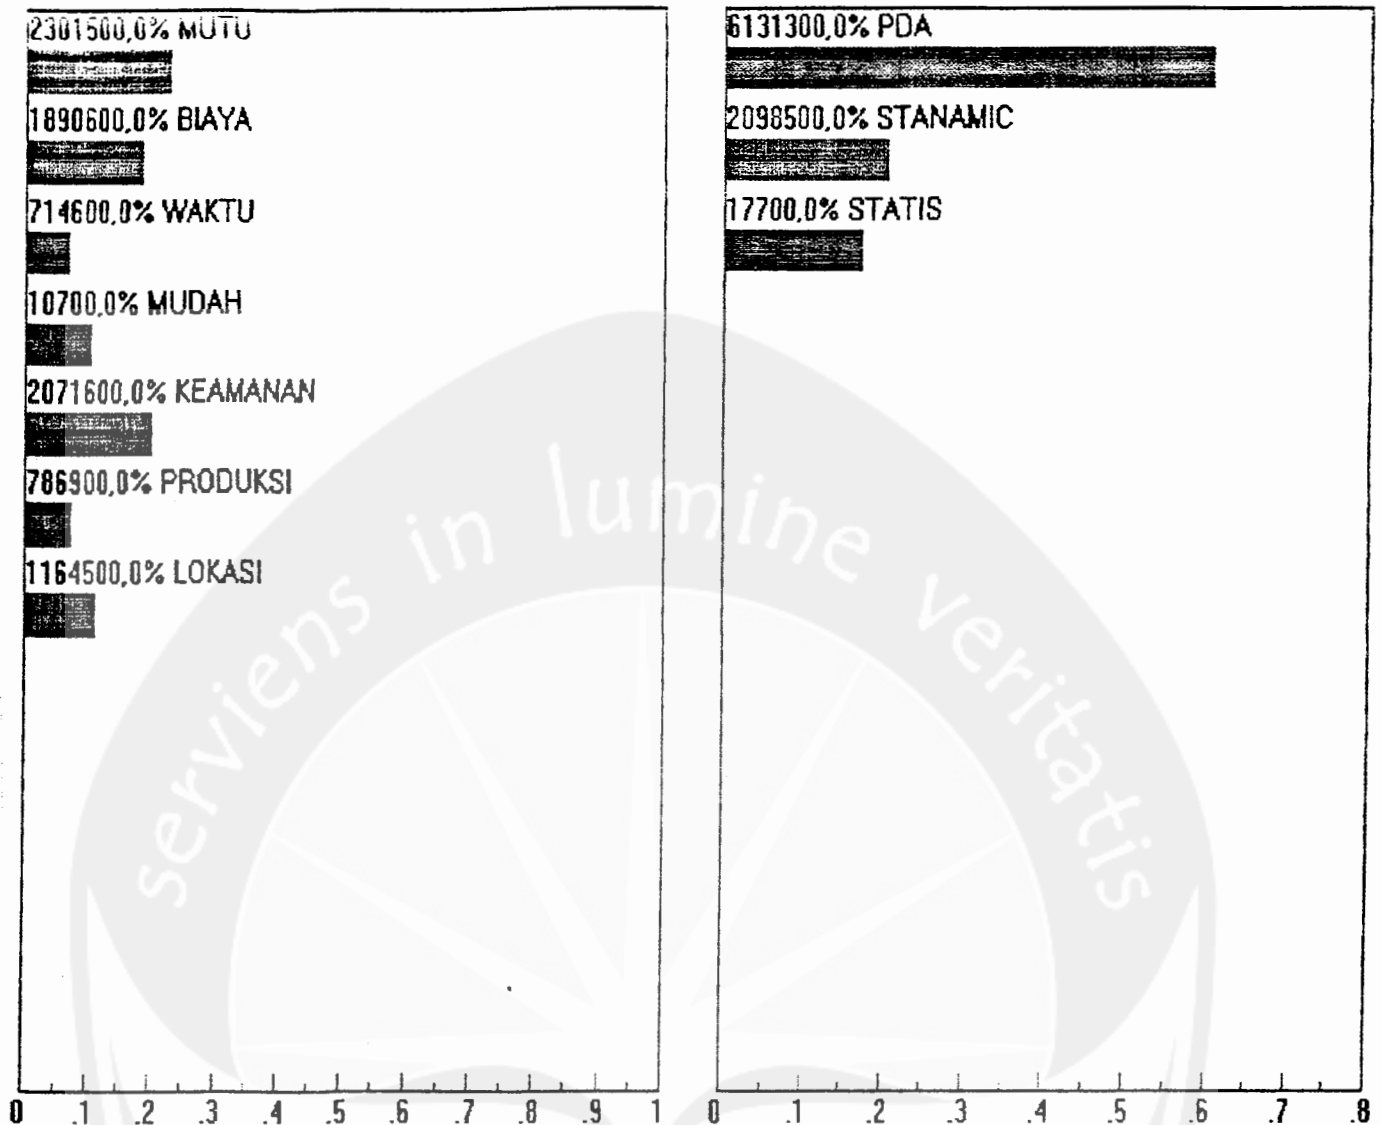 2301500,0% MUTU
1890600,0% BIAYA
714600,0% WAKTU
10700,0% MUDAH
2071600,0% KEAMANAN
786900,0% PRODUKSI
1164500,0% LOKASI
0 .1 .2 .3 .4 .5 .6 .7 .8 .9 1
6131300,0% PDA
2098500,0% STANAMIC
17700,0% STATIS
0 .1 .2 .3 .4 .5 .6 .7 .8
serviens in lumine veritatis